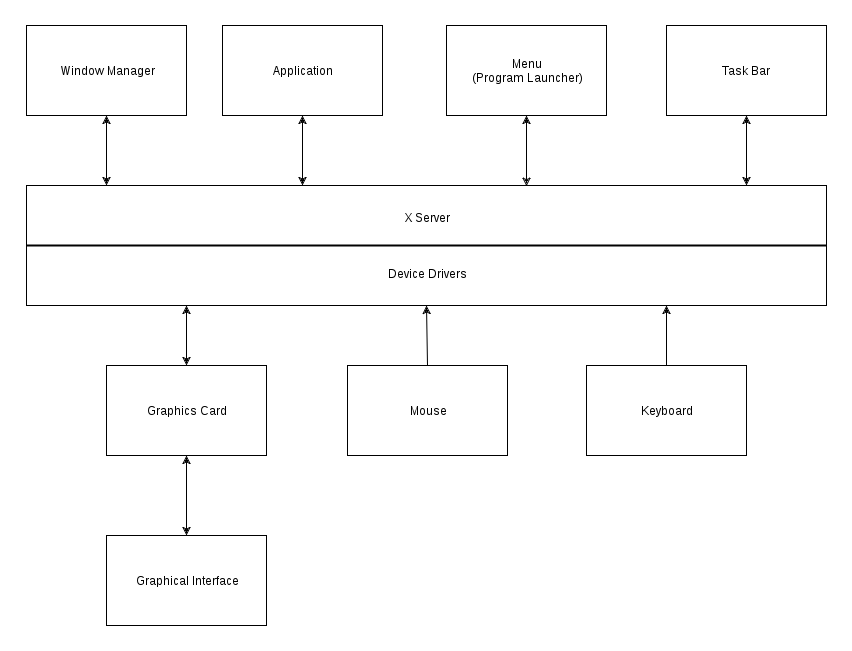 Window Manager
Application
Menu
(Program Launcher)
Task Bar
X Server
Device Drivers
Graphics Card
Mouse
Keyboard
Graphical Interface